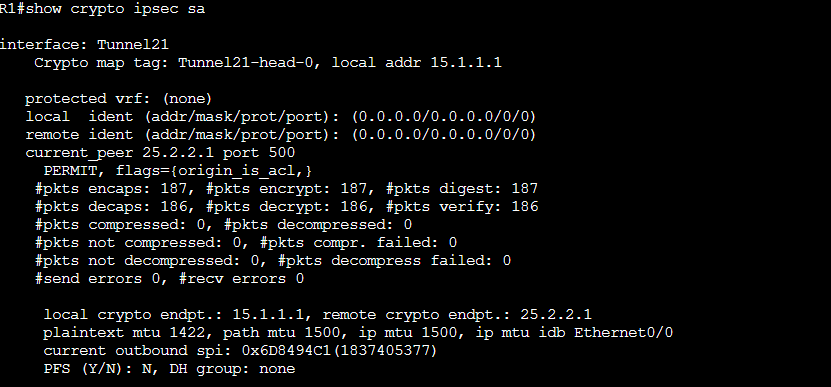 R1#show crypto ipsec sa
interface: Tunnel21
Crypto map tag: Tunnel21-head-0, local addr 15.1.1.1
protected vrf: (none)
local  ident (addr/mask/prot/port): (0.0.0.0/0.0.0.0/0/0)
remote ident (addr/mask/prot/port): (0.0.0.0/0.0.0.0/0/0)
current_peer 25.2.2.1 port 500
PERMIT, flags={origin_is_acl,}
#pkts encaps: 187, #pkts encrypt: 187, #pkts digest: 187
#pkts decaps: 186, #pkts decrypt: 186, #pkts verify: 186
#pkts compressed: 0, #pkts decompressed: 0
#pkts not compressed: 0, #pkts compr. failed: 0
#pkts not decompressed: 0, #pkts decompress failed: 0
#send errors 0, #recv errors 0
local crypto endpt.: 15.1.1.1, remote crypto endpt.: 25.2.2.1
plaintext mtu 1422, path mtu 1500, ip mtu 1500, ip mtu idb Ethernet0/0
current outbound spi: 0x6D8494C1(1837405377)
PFS (Y/N): N, DH group: none